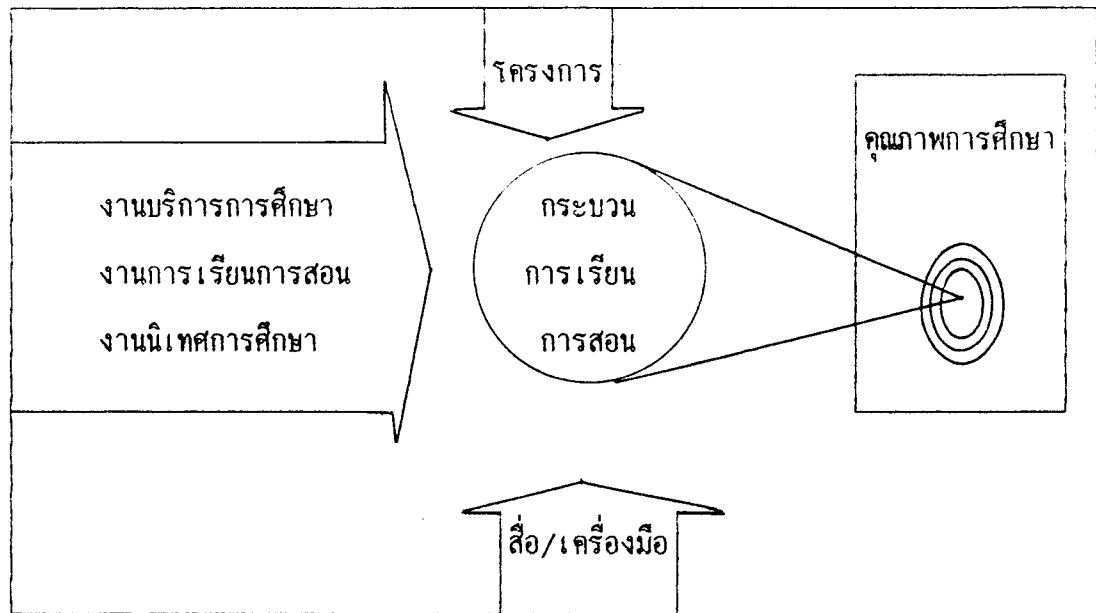 โครงการ
คุณภาพการศึกษา
งานบริการการศึกษา
งานการเรียนการสอน
งานนิเทศการศึกษา
กระบวน
การเรียน
การสอน
สื่อ/เครื่องมือ